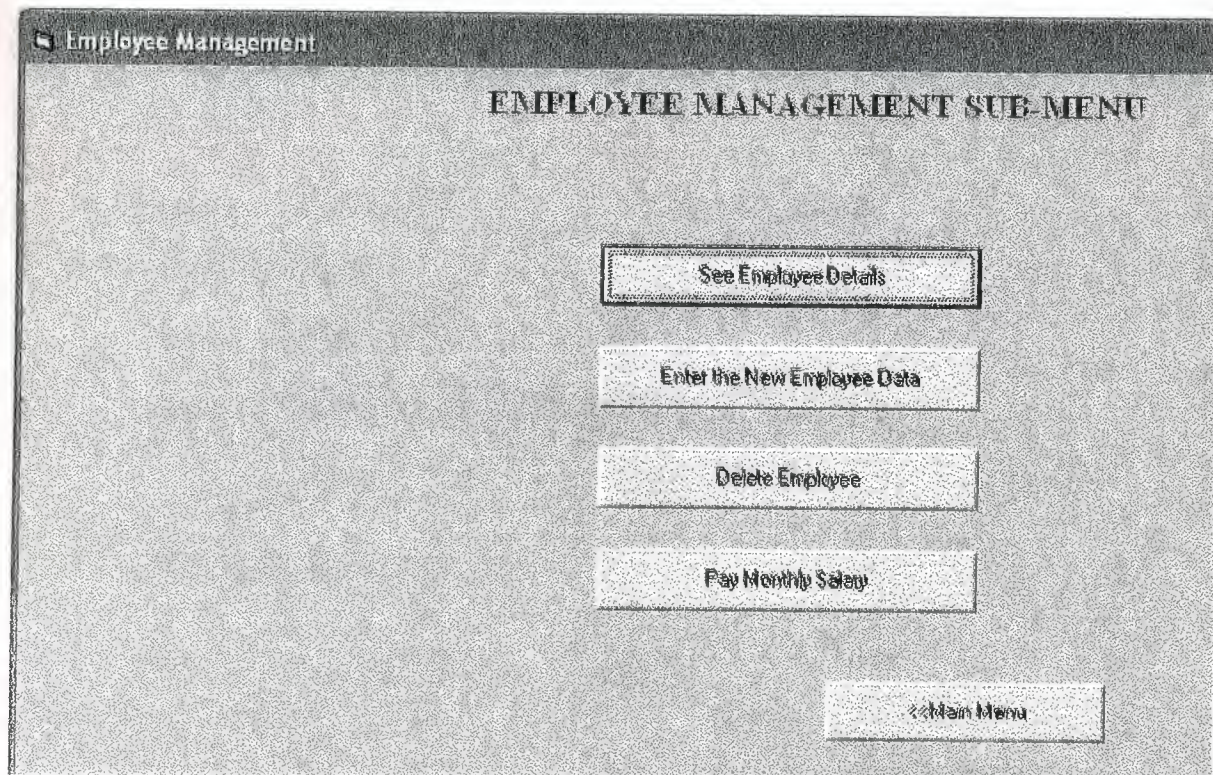 Employee Management
EMPLOYEE MANAGEMENT SUB-MENU
See Employee Details
Enter the New Employee Data
Delete Employee
Pay Monthly Salary
<<Main Menu